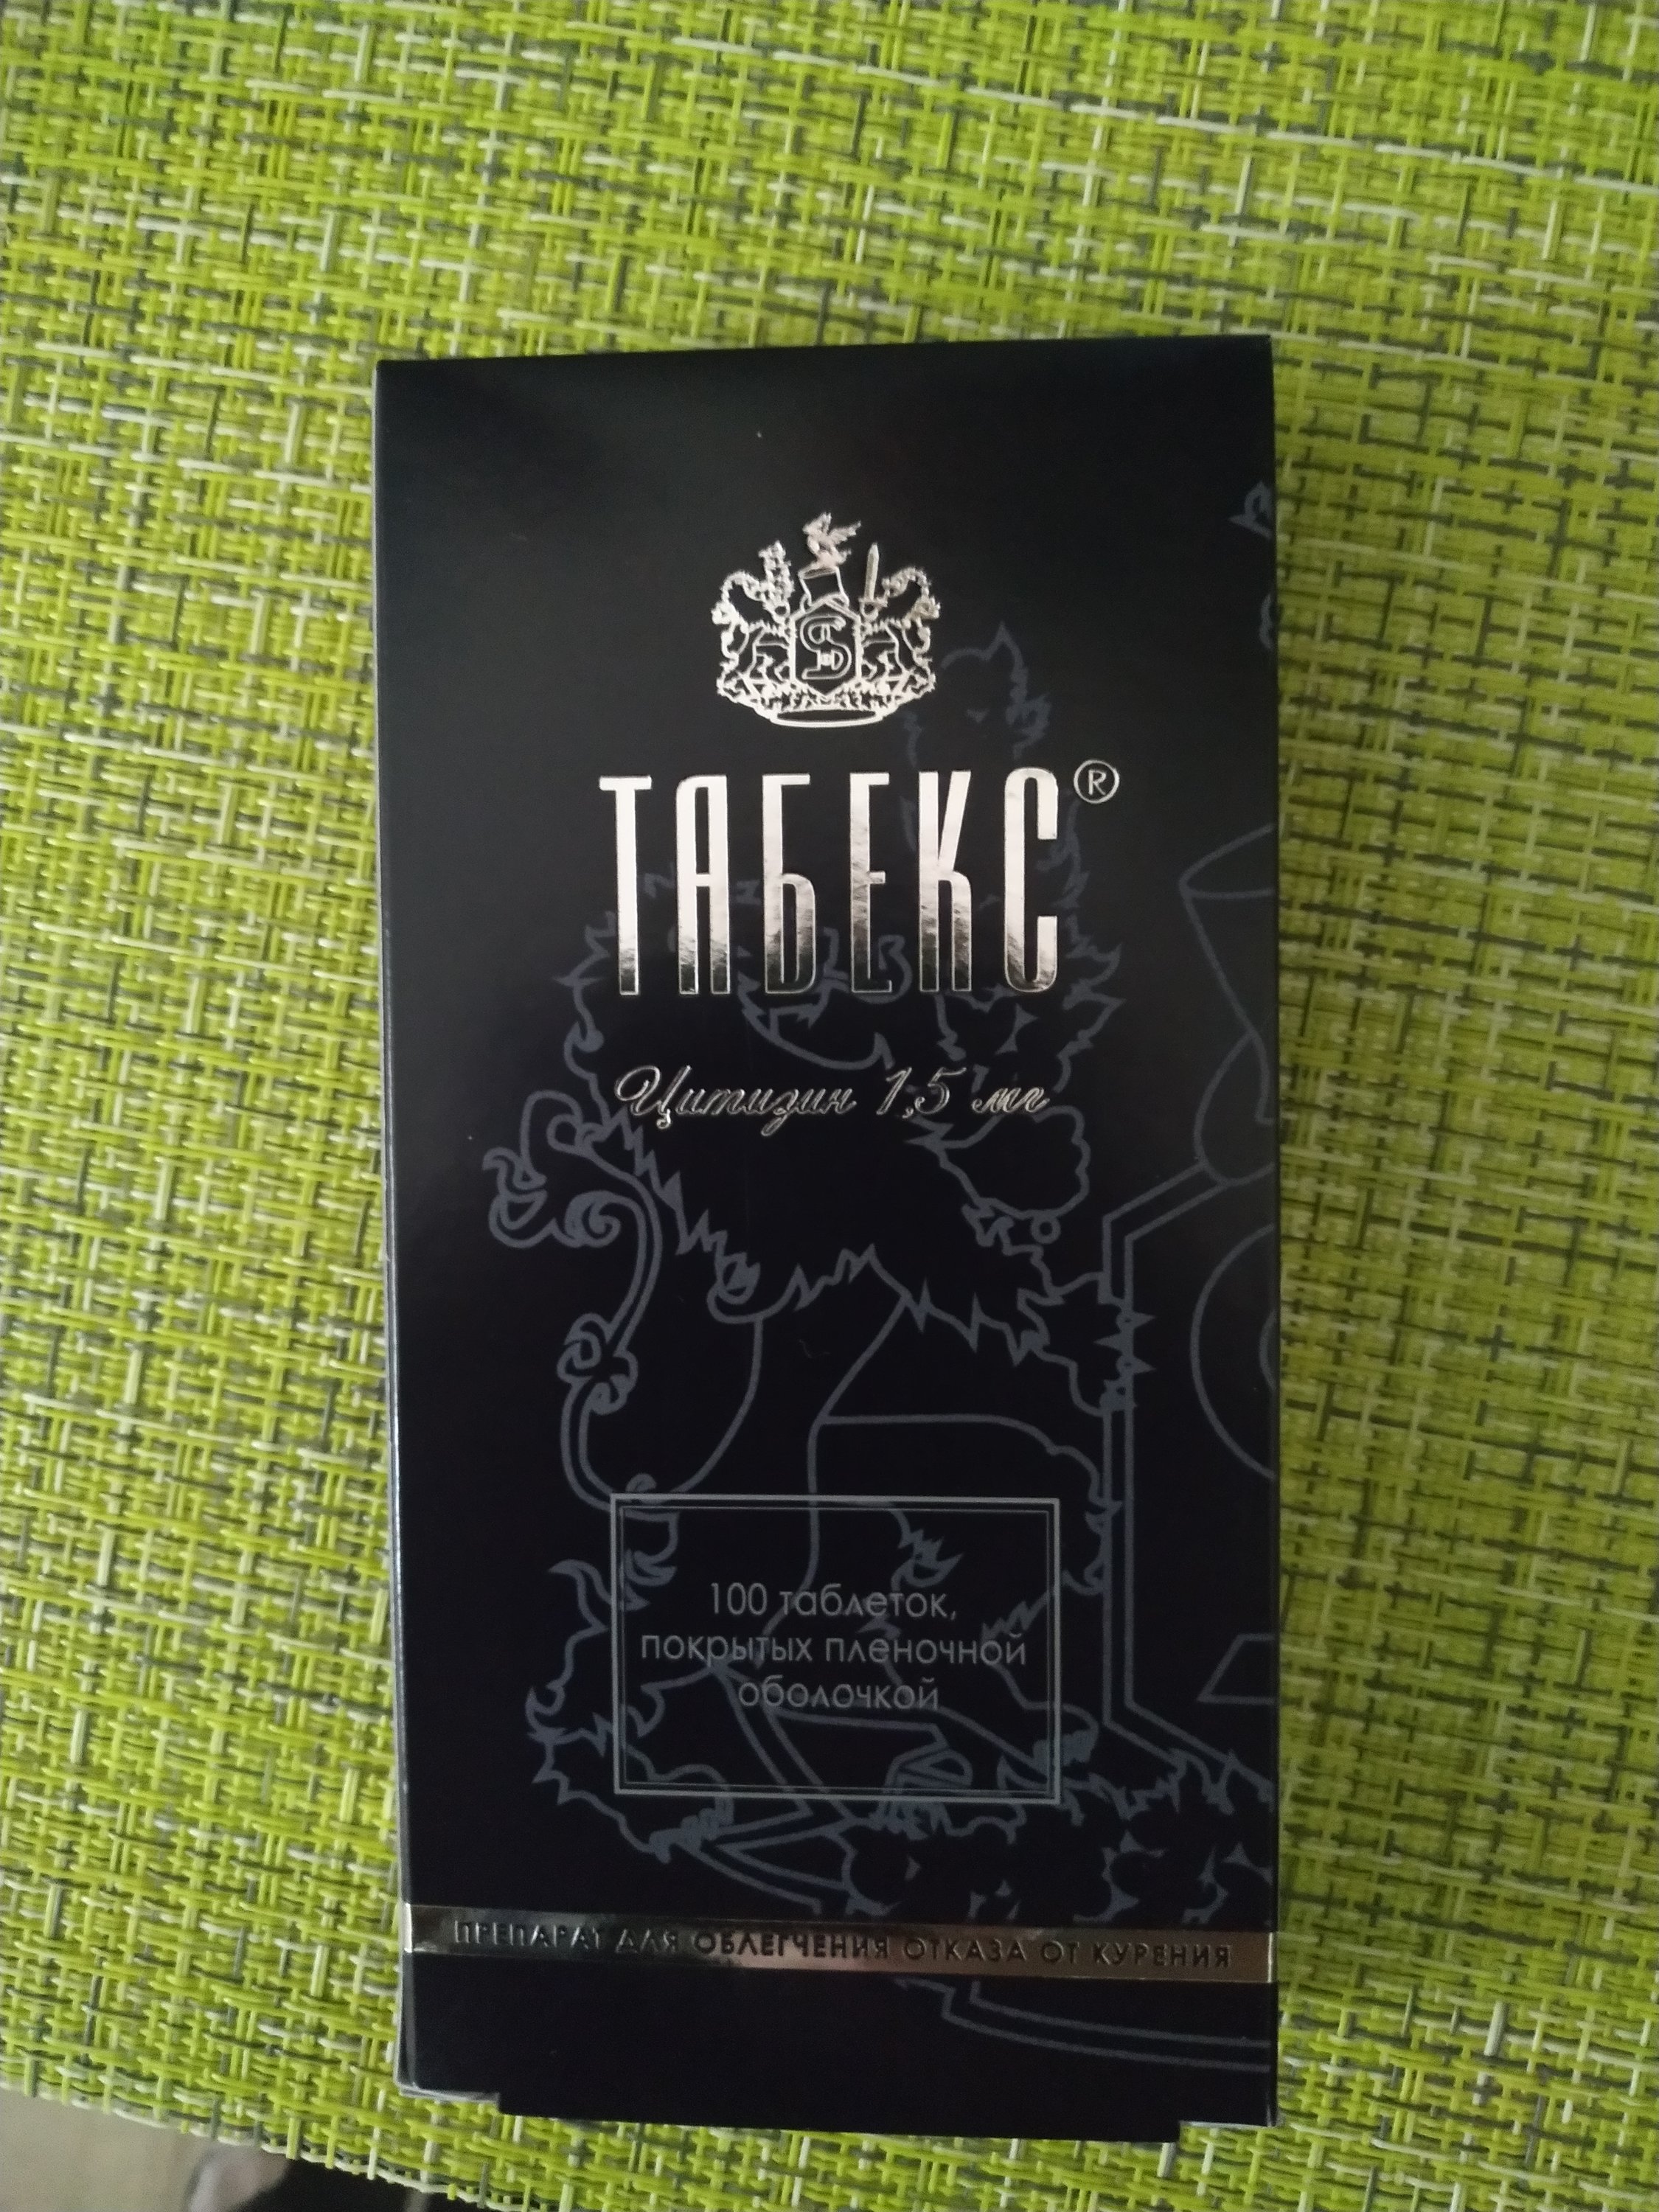 ТАБЕКС®
Цитизин 1,5 мг
100 таблеток,
покрытых пленочной
оболочкой
ПРЕПАРАТ ДЛЯ ОБЛЕГЧЕНИЯ ОТКАЗА ОТ КУРЕНИЯ